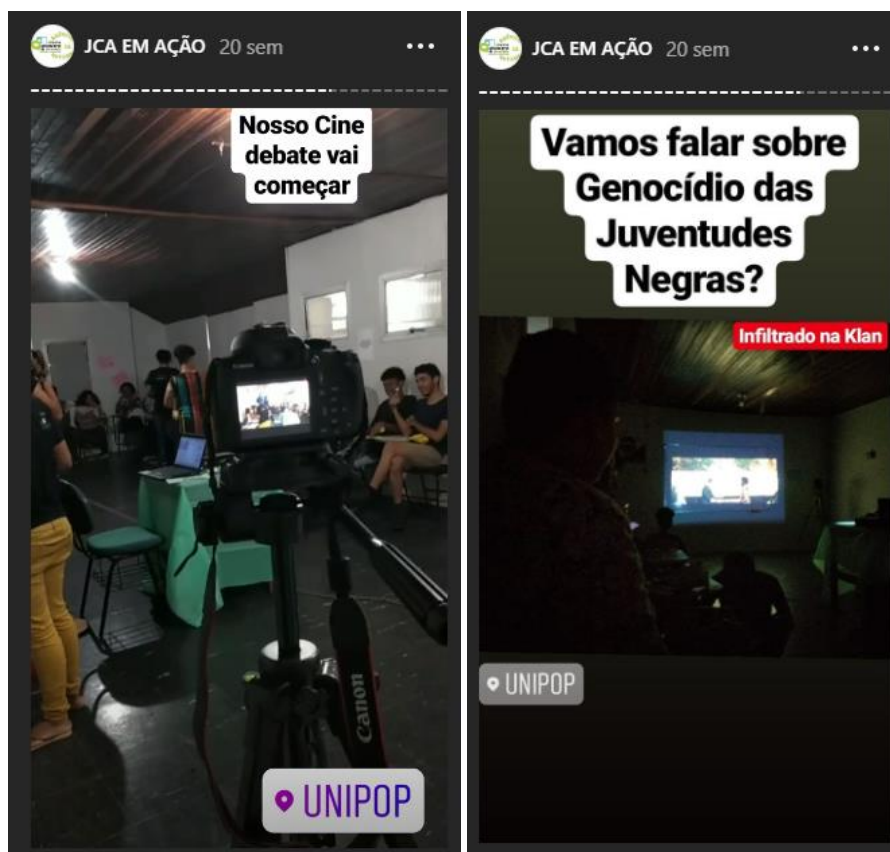 JCA EM AÇÃO 20 sem
Nosso Cine
debate vai
começar
Canon
UNIPOP
JCA EM AÇÃO 20 sem
Vamos falar sobre
Genocídio das
Juventudes
Negras?
Infiltrado na Klan
UNIPOP